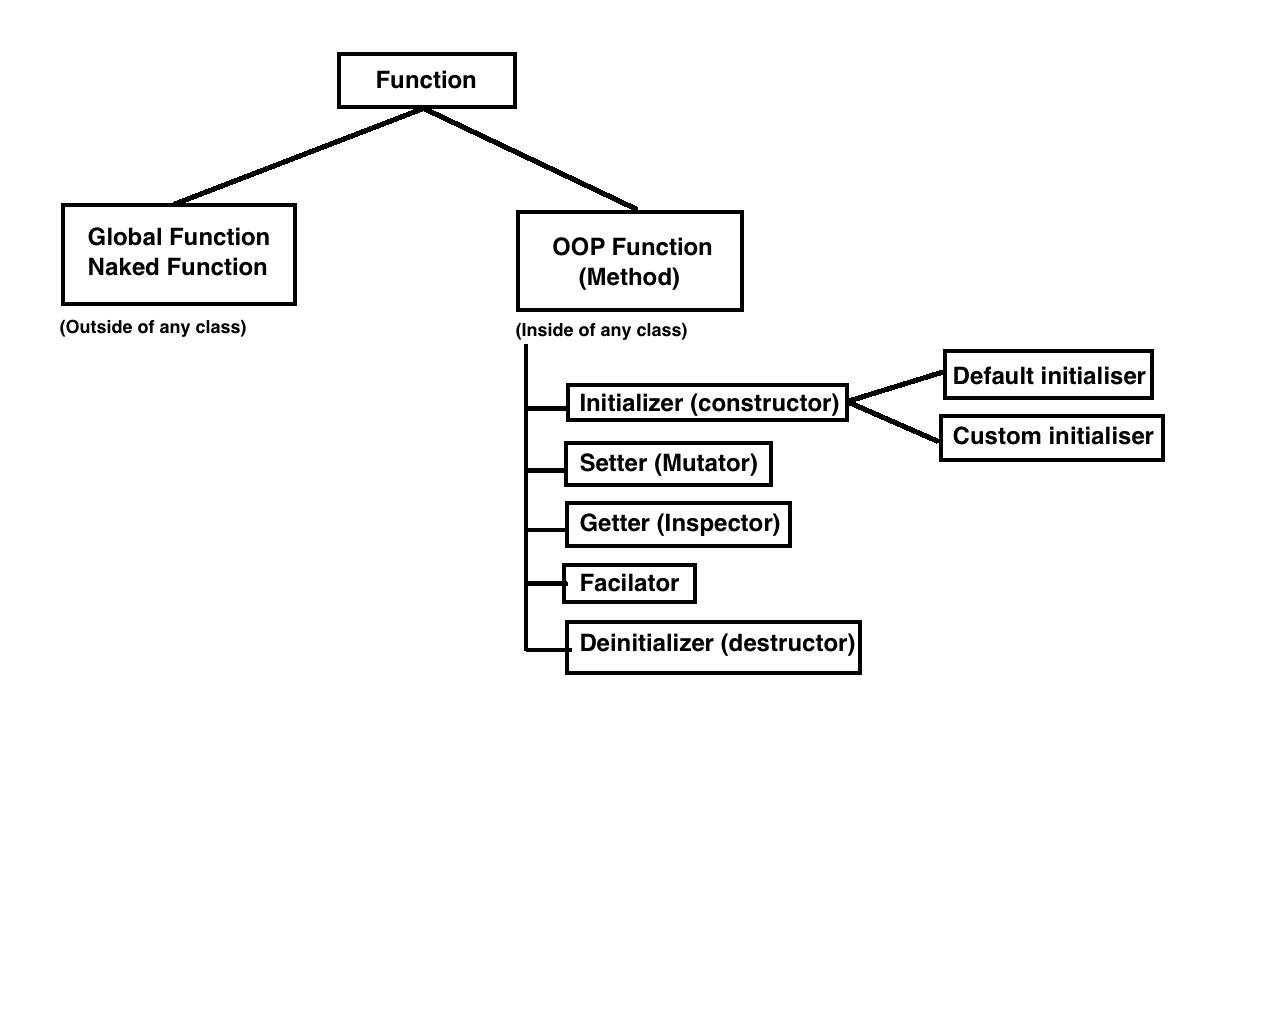 Function
Global Function
Naked Function
(Outside of any class)
OOP Function
(Method)
(Inside of any class)
Initializer (constructor)
Default initialiser
Custom initialiser
Setter (Mutator)
Getter (Inspector)
Facilator
Deinitializer (destructor)